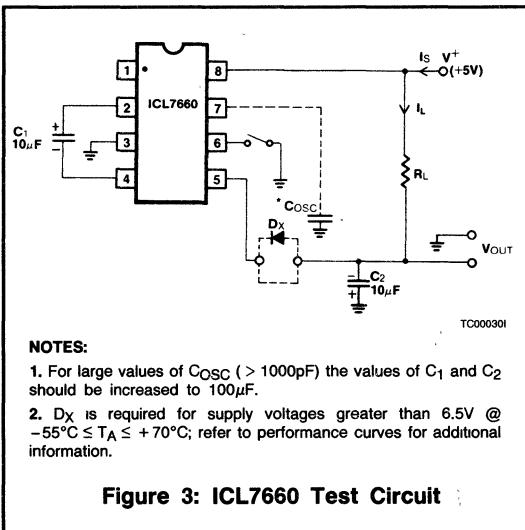 IS V+
1 8 (+5V)
ICL7660
IL
2 7
C1 +
10μF
3 6
−
RL
4 5
* COSC
DX
VOUT
− C2
+ 10μF
TC00030I
NOTES:
1. For large values of COSC ( > 1000pF) the values of C1 and C2
should be increased to 100μF.
2. DX is required for supply voltages greater than 6.5V @
−55°C ≤ TA ≤ +70°C; refer to performance curves for additional
information.
Figure 3: ICL7660 Test Circuit